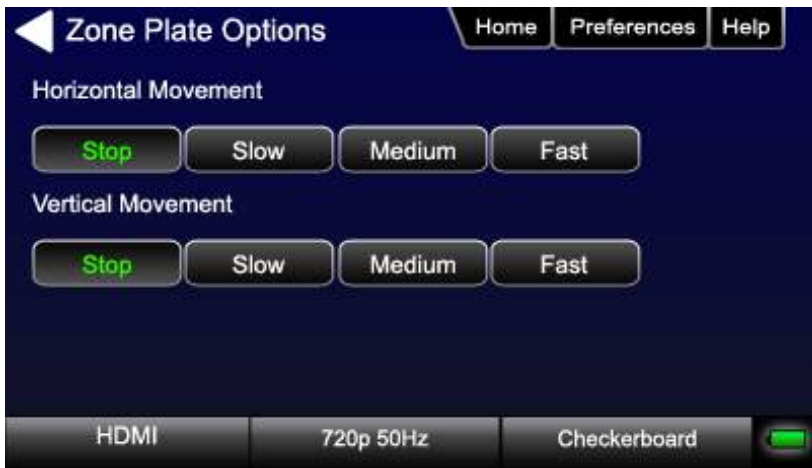 Zone Plate Options Home Preferences Help
Horizontal Movement
Stop Slow Medium Fast
Vertical Movement
Stop Slow Medium Fast
HDMI 720p 50Hz Checkerboard